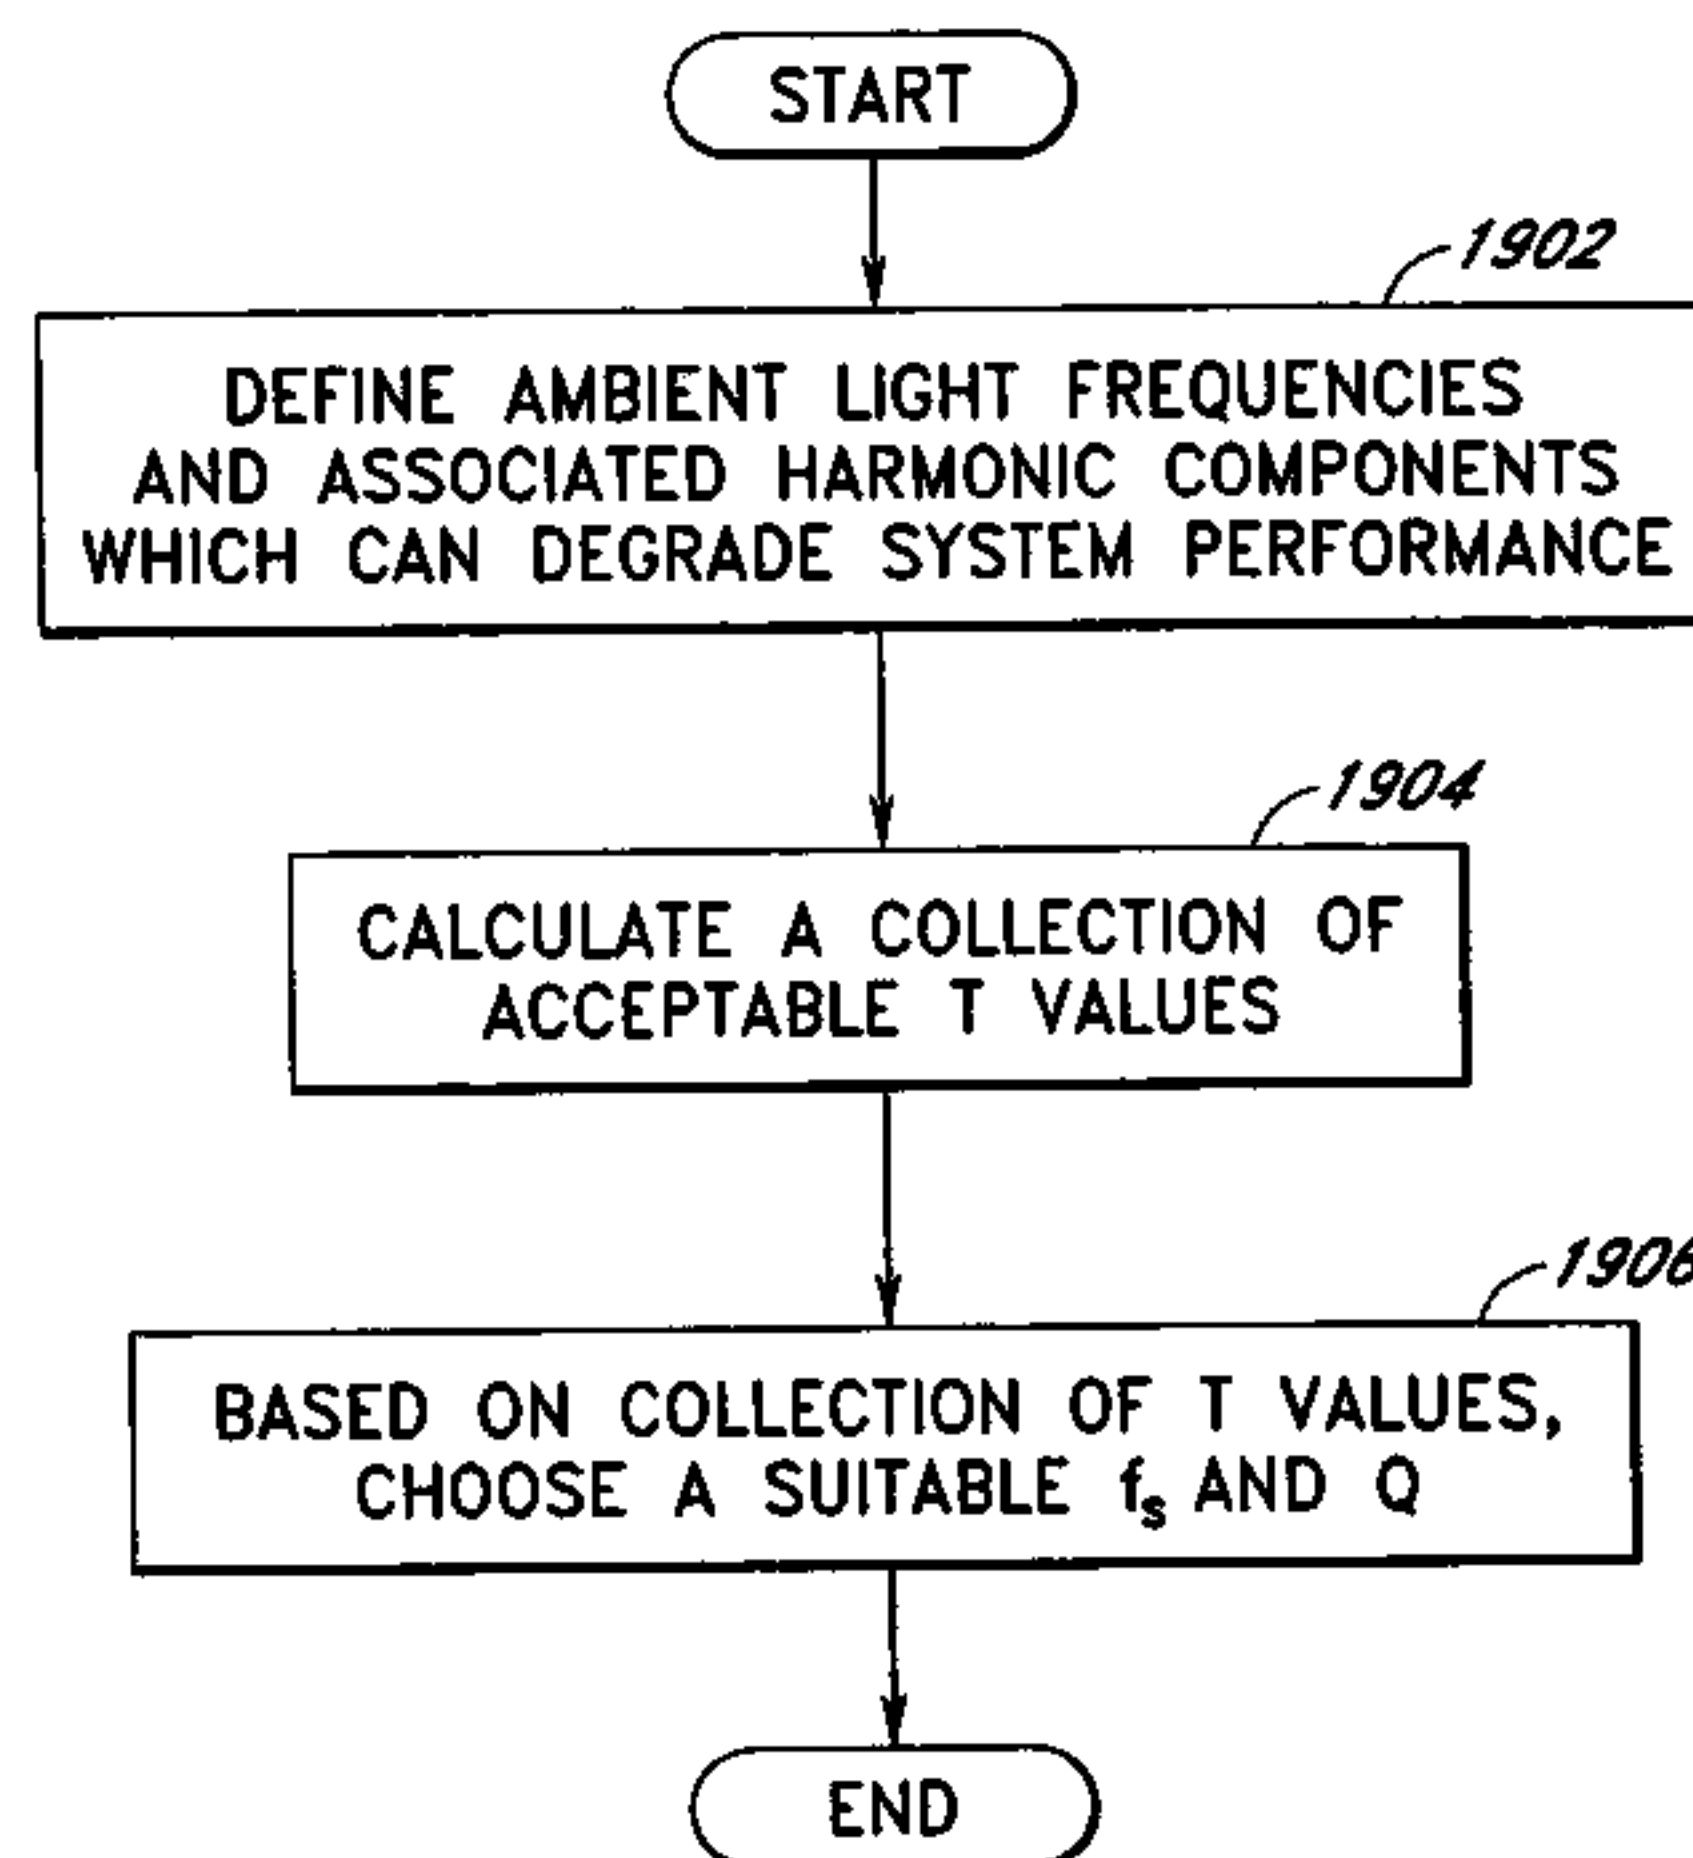 START
1902
DEFINE AMBIENT LIGHT FREQUENCIES
AND ASSOCIATED HARMONIC COMPONENTS
WHICH CAN DEGRADE SYSTEM PERFORMANCE
1904
CALCULATE A COLLECTION OF
ACCEPTABLE T VALUES
1906
BASED ON COLLECTION OF T VALUES,
CHOOSE A SUITABLE fs AND Q
END